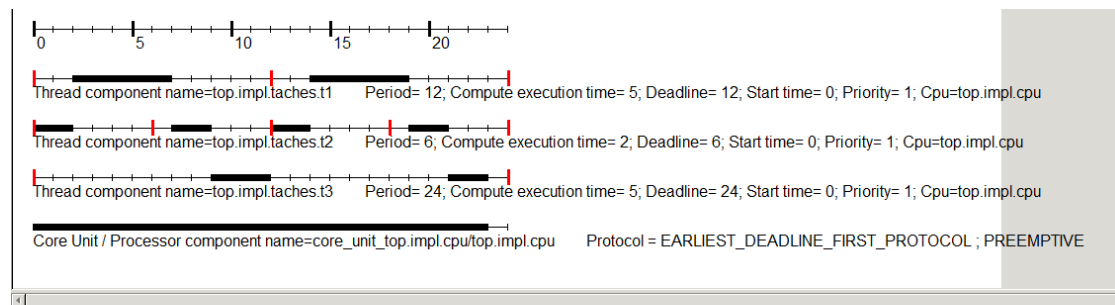 0 5 10 15 20
Thread component name=top.impl.taches.t1 Period= 12; Compute execution time= 5; Deadline= 12; Start time= 0; Priority= 1; Cpu=top.impl.cpu
Thread component name=top.impl.taches.t2 Period= 6; Compute execution time= 2; Deadline= 6; Start time= 0; Priority= 1; Cpu=top.impl.cpu
Thread component name=top.impl.taches.t3 Period= 24; Compute execution time= 5; Deadline= 24; Start time= 0; Priority= 1; Cpu=top.impl.cpu
Core Unit / Processor component name=core_unit_top.impl.cpu/top.impl.cpu Protocol = EARLIEST_DEADLINE_FIRST_PROTOCOL ; PREEMPTIVE